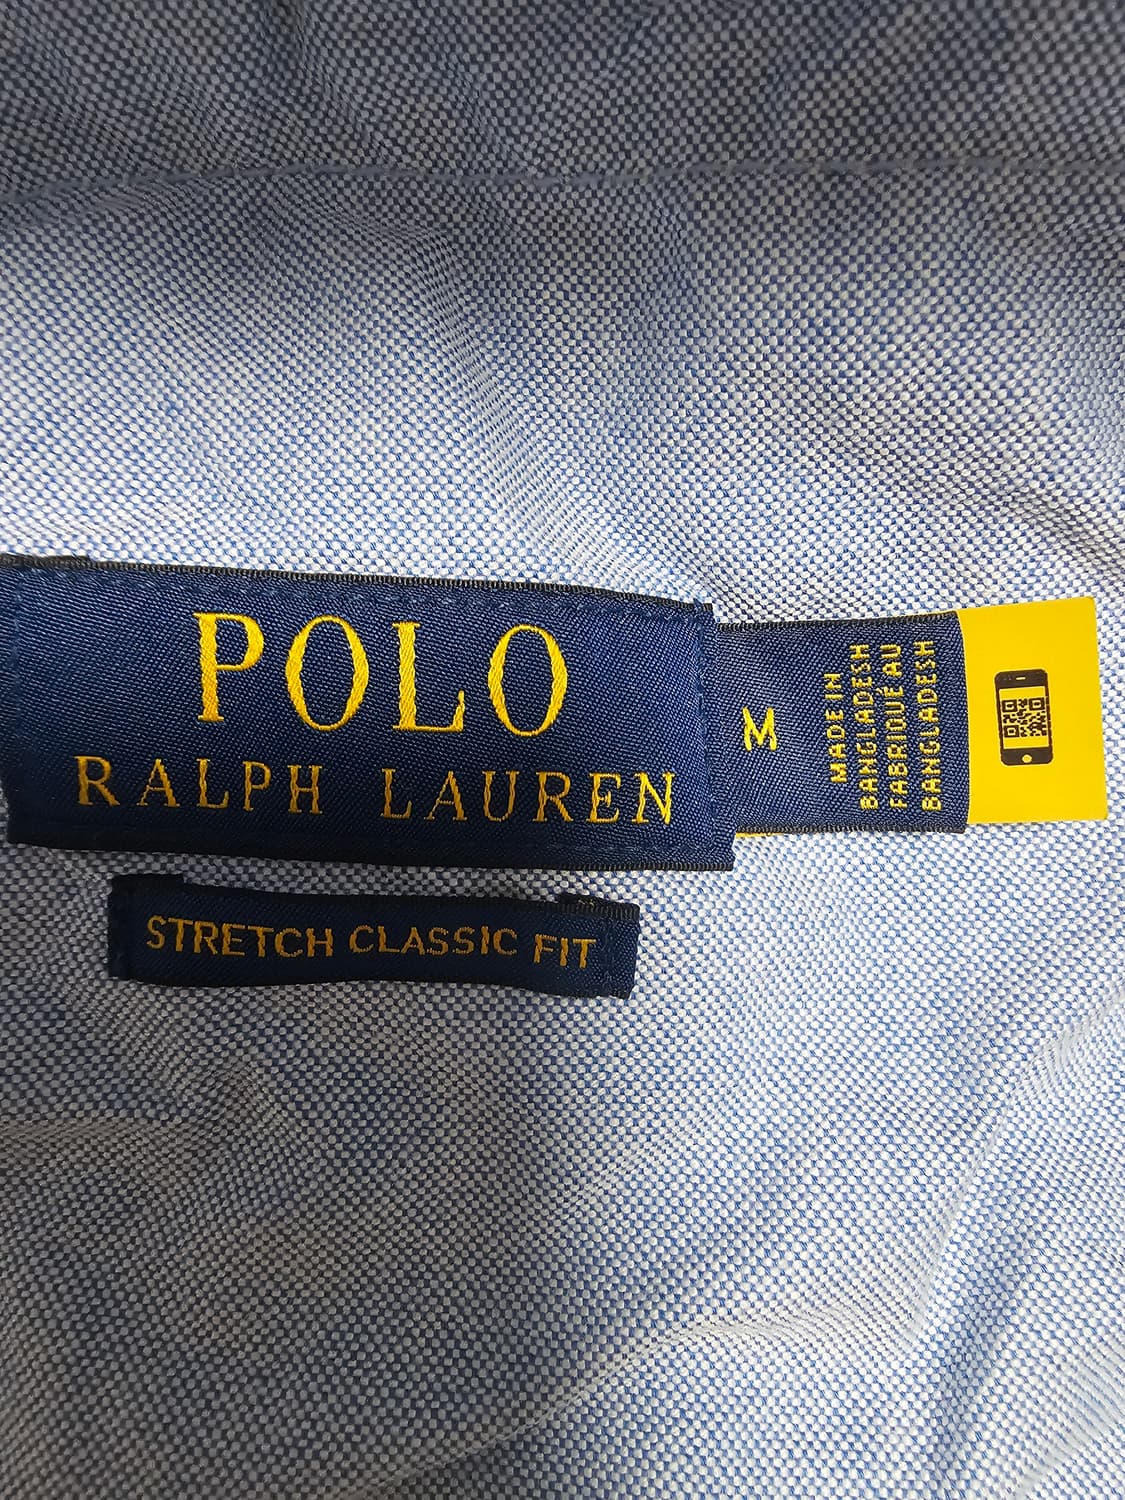 POLO
RALPH LAUREN
M
MADE IN
BANGLADESH
FABRIQUÉ AU
BANGLADESH
STRETCH CLASSIC FIT